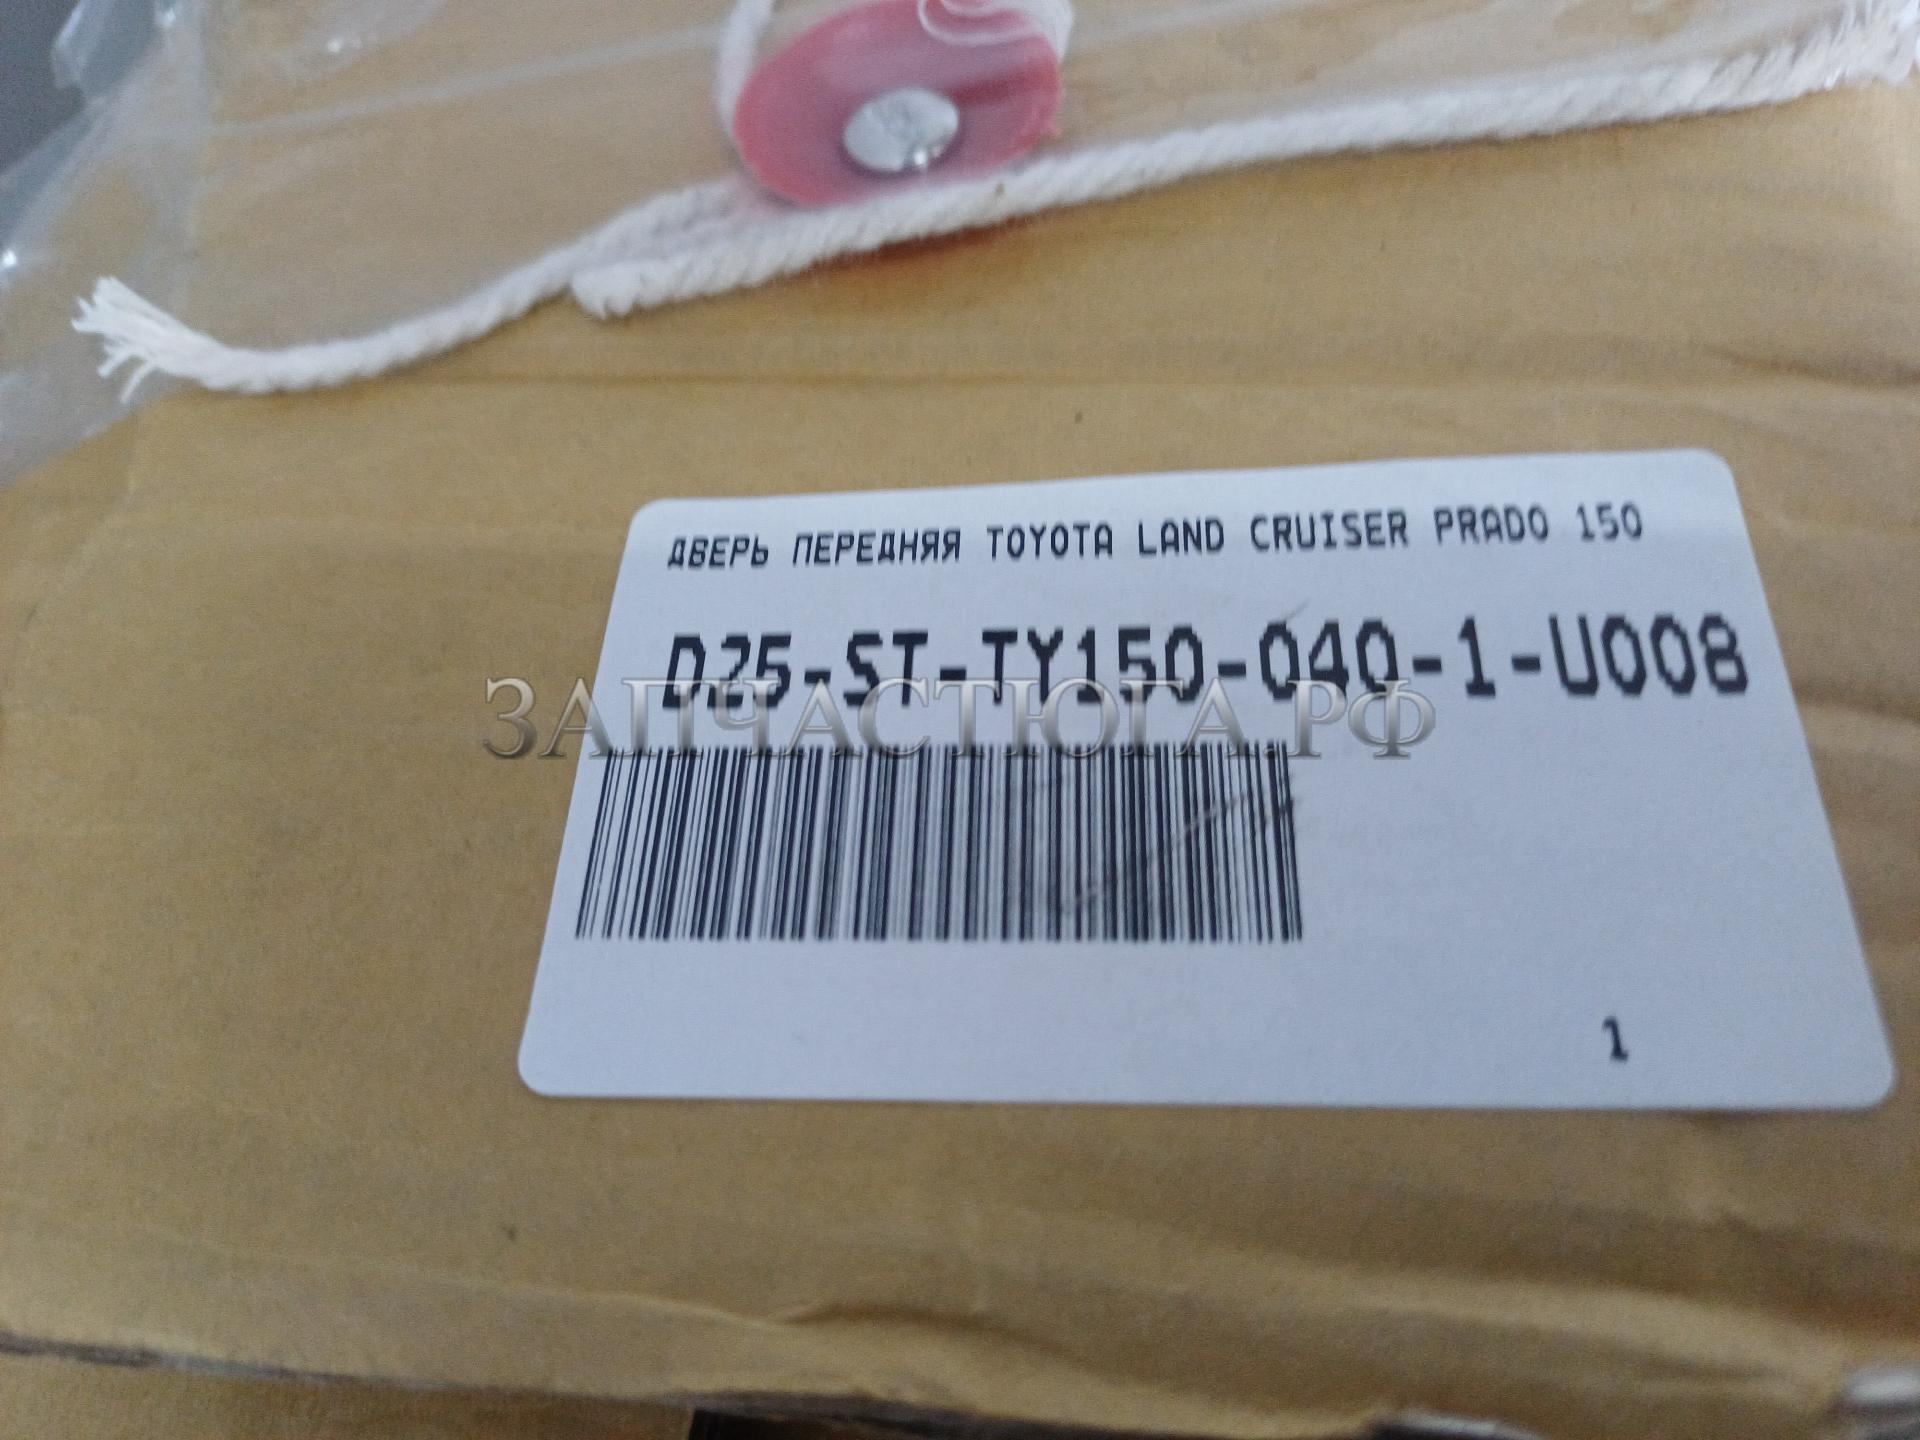 ДВЕРЬ ПЕРЕДНЯЯ TOYOTA LAND CRUISER PRADO 150
D25-ST-TY150-040-1-U008
ЗАПЧАСТЮГА.РФ
1